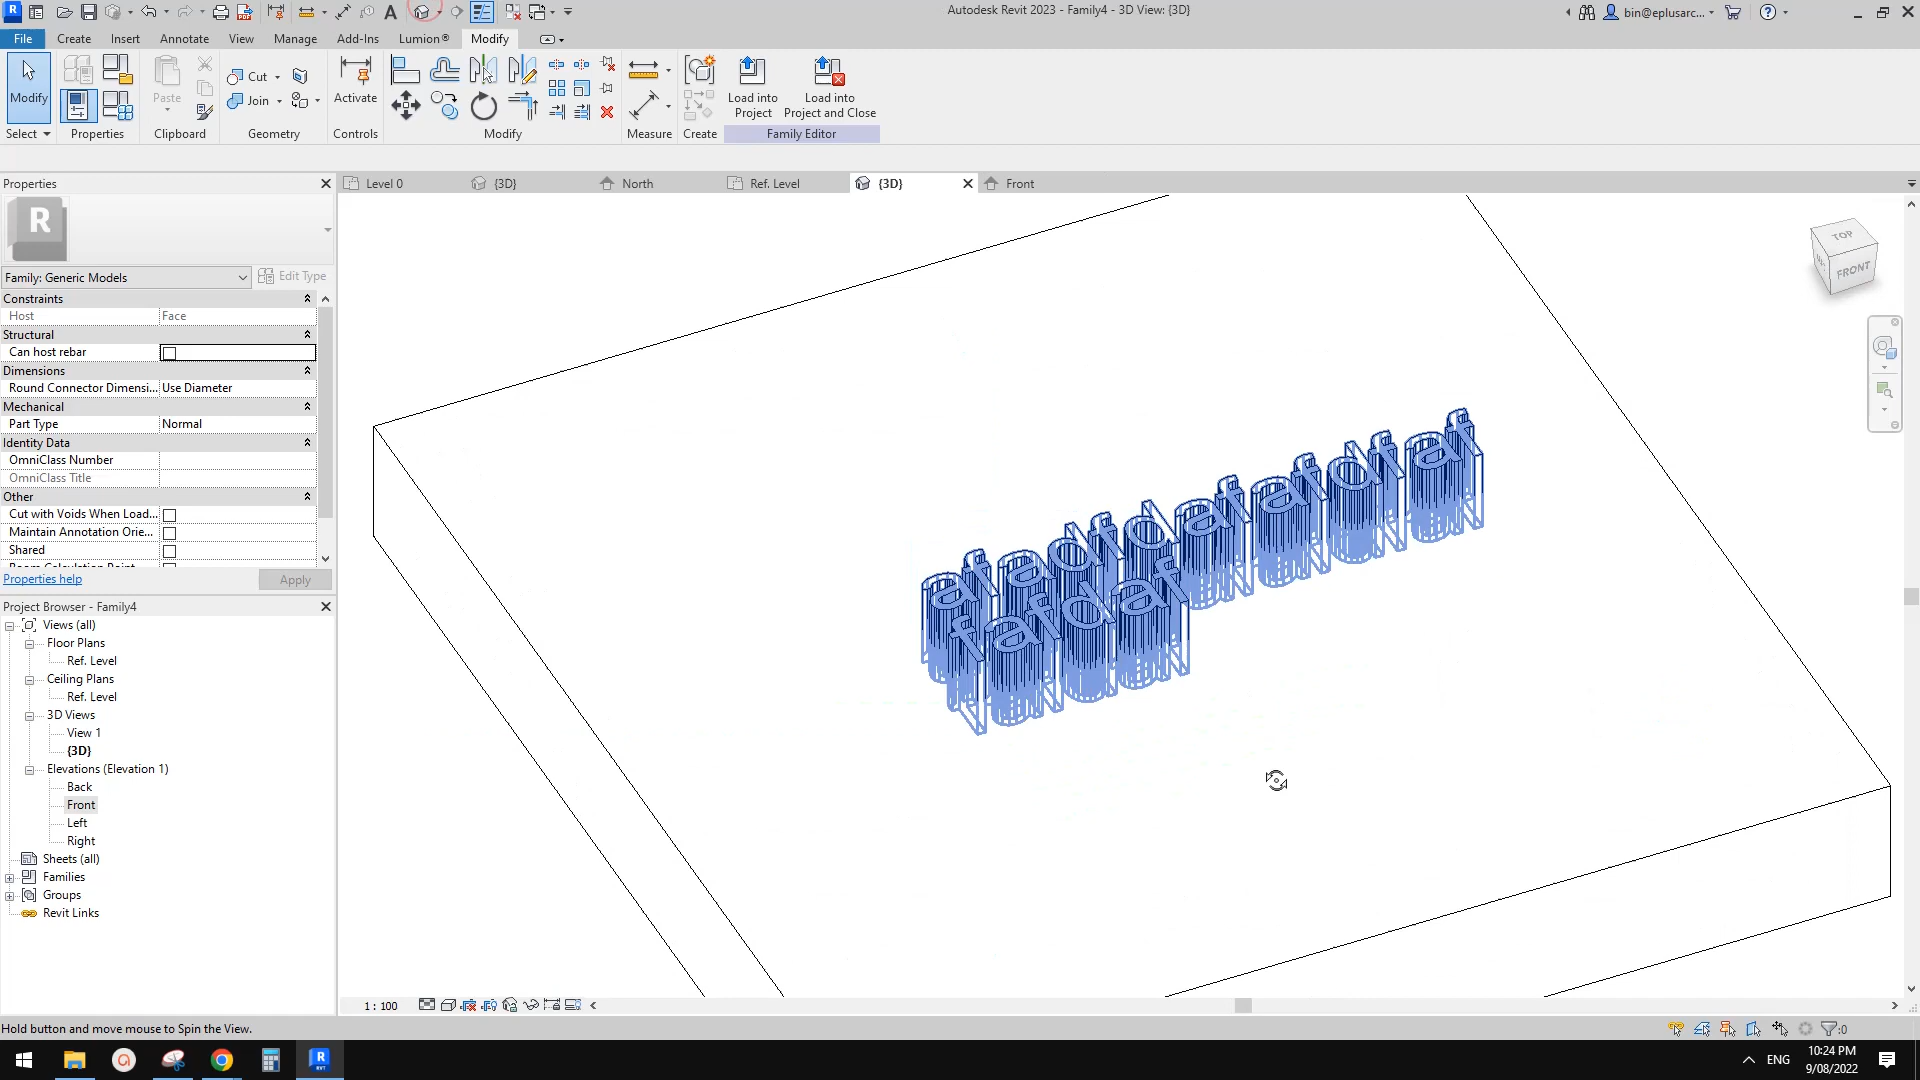 Autodesk Revit 2023 - Family4 - 3D View: {3D}
bin@eplusarc...
File Create Insert Annotate View Manage Add-Ins Lumion® Modify
Modify
Select
Properties
Paste
Clipboard
Cut
Join
Geometry
Activate
Controls
Modify
Measure
Create
Load into Project
Load into Project and Close
Family Editor
Properties
Level 0
{3D}
North
Ref. Level
{3D}
Front
R
Family: Generic Models
Edit Type
Constraints
Host Face
Structural
Can host rebar
Dimensions
Round Connector Dimensi... Use Diameter
Mechanical
Part Type Normal
Identity Data
OmniClass Number
OmniClass Title
Other
Cut with Voids When Load...
Maintain Annotation Orie...
Shared
Properties help
Apply
Project Browser - Family4
Views (all)
Floor Plans
Ref. Level
Ceiling Plans
Ref. Level
3D Views
View 1
{3D}
Elevations (Elevation 1)
Back
Front
Left
Right
Sheets (all)
Families
Groups
Revit Links
TOP
FRONT
1 : 100
Hold button and move mouse to Spin the View.
:0
ENG
10:24 PM
9/08/2022